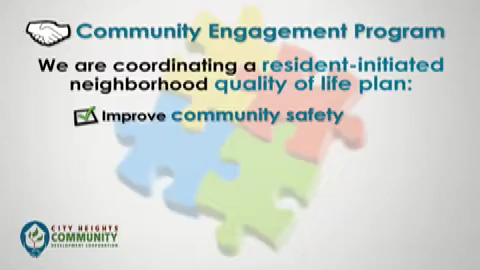 Community Engagement Program
We are coordinating a resident-initiated
neighborhood quality of life plan:
Improve community safety
CITY HEIGHTS
COMMUNITY
DEVELOPMENT CORPORATION